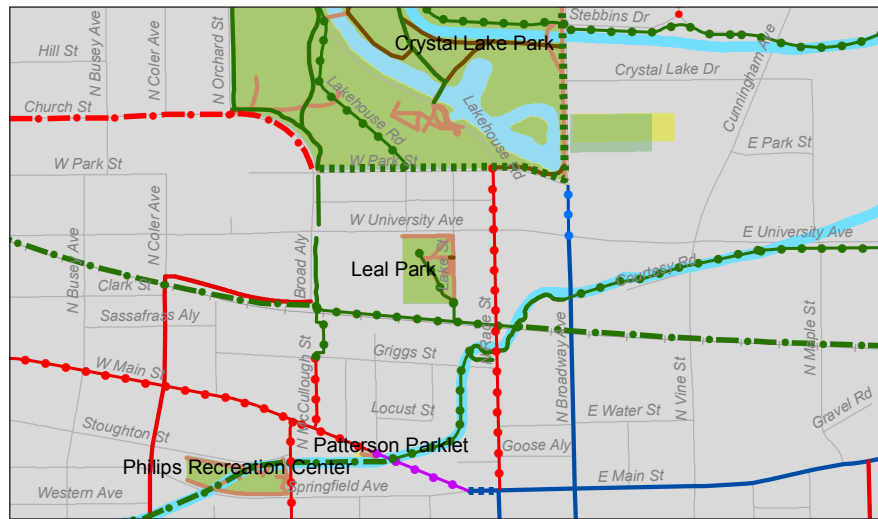 Stebbins Dr
Hill St
N Busey Ave
N Coler Ave
N Orchard St
Crystal Lake Park
Cunningham Ave
Crystal Lake Dr
Church St
Lakehouse Rd
Lakehouse Rd
E Park St
W Park St
W Park St
N Coler Ave
W University Ave
E University Ave
N Busey Ave
Broad Aly
Leal Park
Lake St
Courtesy Rd
Clark St
Sassafrass Aly
N Race St
N Broadway Ave
N Vine St
N Maple St
Griggs St
W Main St
N McCullough St
Locust St
E Water St
Gravel Rd
Stoughton St
Patterson Parklet
Goose Aly
Philips Recreation Center
E Main St
Western Ave
Springfield Ave